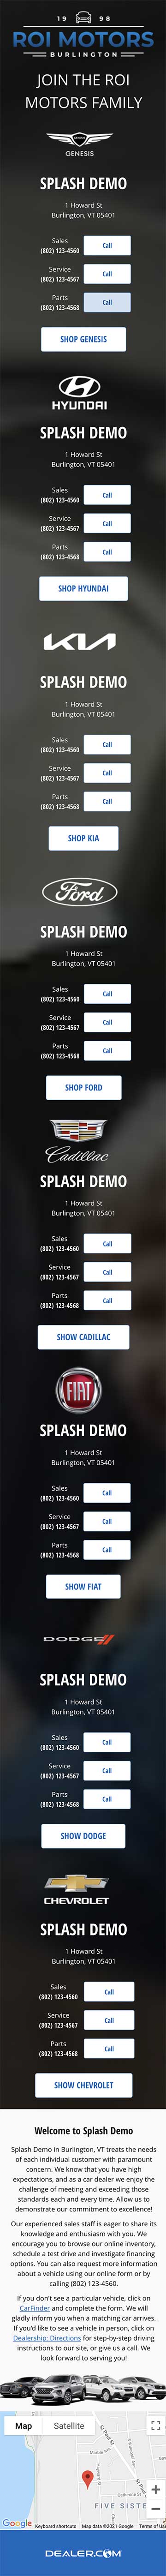 19 98
ROI MOTORS
BURLINGTON
JOIN THE ROI
MOTORS FAMILY
GENESIS
SPLASH DEMO
1 Howard St
Burlington, VT 05401
Sales
(802) 123-4560
Call
Service
(802) 123-4567
Call
Parts
(802) 123-4568
Call
SHOP GENESIS
HYUNDAI
SPLASH DEMO
1 Howard St
Burlington, VT 05401
Sales
(802) 123-4560
Call
Service
(802) 123-4567
Call
Parts
(802) 123-4568
Call
SHOP HYUNDAI
KIA
SPLASH DEMO
1 Howard St
Burlington, VT 05401
Sales
(802) 123-4560
Call
Service
(802) 123-4567
Call
Parts
(802) 123-4568
Call
SHOP KIA
Ford
SPLASH DEMO
1 Howard St
Burlington, VT 05401
Sales
(802) 123-4560
Call
Service
(802) 123-4567
Call
Parts
(802) 123-4568
Call
SHOP FORD
Cadillac
SPLASH DEMO
1 Howard St
Burlington, VT 05401
Sales
(802) 123-4560
Call
Service
(802) 123-4567
Call
Parts
(802) 123-4568
Call
SHOW CADILLAC
FIAT
SPLASH DEMO
1 Howard St
Burlington, VT 05401
Sales
(802) 123-4560
Call
Service
(802) 123-4567
Call
Parts
(802) 123-4568
Call
SHOW FIAT
DODGE
SPLASH DEMO
1 Howard St
Burlington, VT 05401
Sales
(802) 123-4560
Call
Service
(802) 123-4567
Call
Parts
(802) 123-4568
Call
SHOW DODGE
CHEVROLET
SPLASH DEMO
1 Howard St
Burlington, VT 05401
Sales
(802) 123-4560
Call
Service
(802) 123-4567
Call
Parts
(802) 123-4568
Call
SHOW CHEVROLET
Welcome to Splash Demo
Splash Demo in Burlington, VT treats the needs
of each individual customer with paramount
concern. We know that you have high
expectations, and as a car dealer we enjoy the
challenge of meeting and exceeding those
standards each and every time. Allow us to
demonstrate our commitment to excellence!
Our experienced sales staff is eager to share its
knowledge and enthusiasm with you. We
encourage you to browse our online inventory,
schedule a test drive and investigate financing
options. You can also request more information
about a vehicle using our online form or by
calling (802) 123-4560.
If you don't see a particular vehicle, click on
CarFinder and complete the form. We will
gladly inform you when a matching car arrives.
If you'd like to see a vehicle in person, click on
Dealership: Directions for step-by-step driving
instructions to our site, or give us a call. We
look forward to serving you!
Map Satellite
St Paul St
Catherine St
FIVE SISTE
Google Keyboard shortcuts Map data ©2021 Google Terms of Use
DEALER.COM